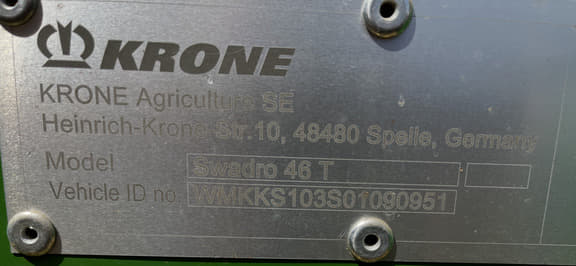 KRONE
KRONE Agriculture SE
Heinrich-Krone Str.10, 48480 Spelle, Germany
Model Swadro 46 T
Vehicle ID no. WMKKS103S01090951